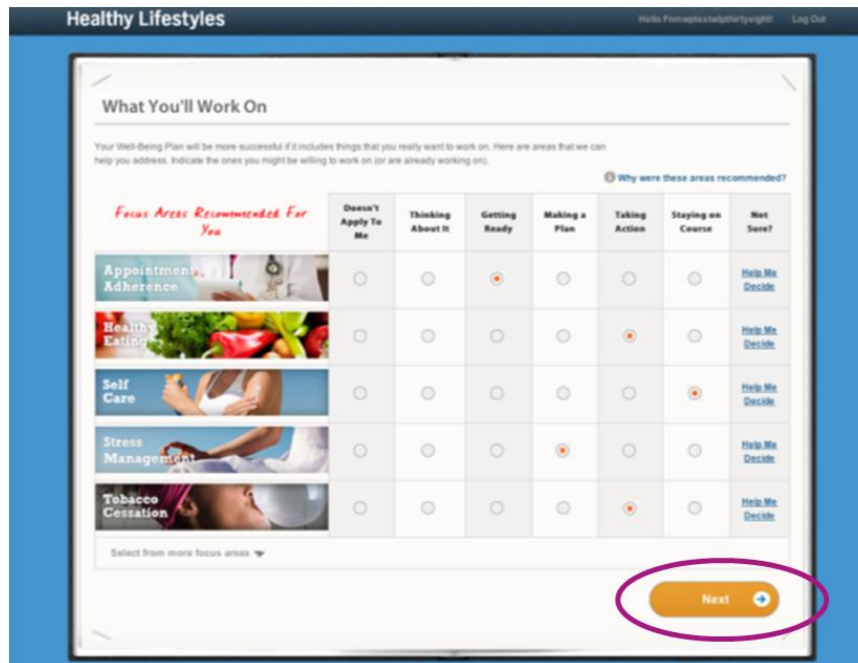 Healthy Lifestyles
Log Out
What You'll Work On
Your Well-Being Plan will be more successful if it includes things that you really want to work on. Here are areas that we can
help you address. Indicate the ones you might be willing to work on (or are already working on).
Why were these areas recommended?
Focus Areas Recommended For
You
Doesn't
Apply To
Me
Thinking
About It
Getting
Ready
Making a
Plan
Taking
Action
Staying on
Course
Not
Sure?
Appointment
Adherence
Help Me
Decide
Healthy
Eating
Help Me
Decide
Self
Care
Help Me
Decide
Stress
Management
Help Me
Decide
Tobacco
Cessation
Help Me
Decide
Select from more focus areas
Next